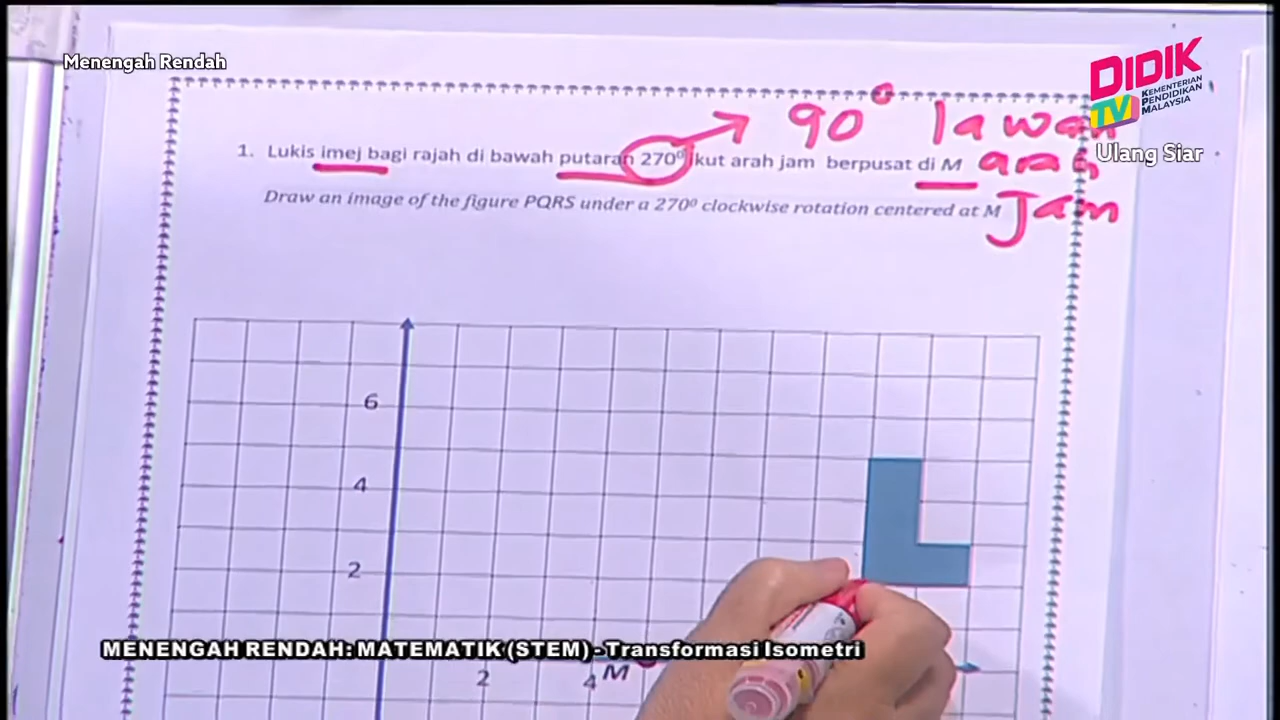 Menengah Rendah
DIDIK
TV KEMENTERIAN
PENDIDIKAN
MALAYSIA
Ulang Siar
90° lawan
arah
Jam
1. Lukis imej bagi rajah di bawah putaran 270⁰ ikut arah jam berpusat di M
Draw an image of the figure PQRS under a 270⁰ clockwise rotation centered at M
6
4
2
MENENGAH RENDAH: MATEMATIK (STEM) - Transformasi Isometri
2
4
M